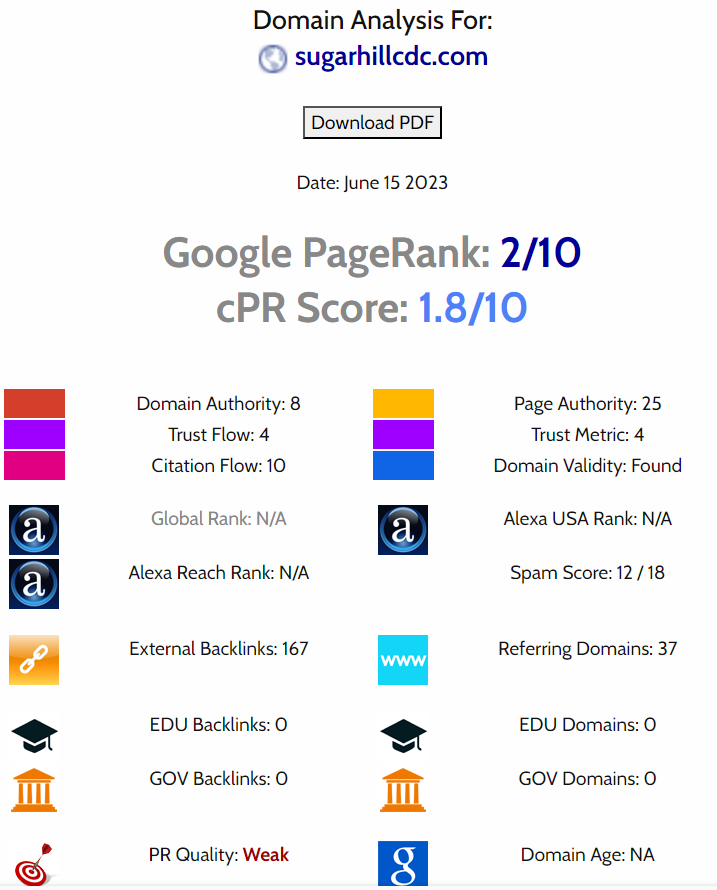 Domain Analysis For:
sugarhillcdc.com
Download PDF
Date: June 15 2023
Google PageRank: 2/10
cPR Score: 1.8/10
Domain Authority: 8
Page Authority: 25
Trust Flow: 4
Trust Metric: 4
Citation Flow: 10
Domain Validity: Found
a
Global Rank: N/A
a
Alexa USA Rank: N/A
a
Alexa Reach Rank: N/A
Spam Score: 12 / 18
External Backlinks: 167
www
Referring Domains: 37
EDU Backlinks: 0
EDU Domains: 0
GOV Backlinks: 0
GOV Domains: 0
PR Quality: Weak
g
Domain Age: NA